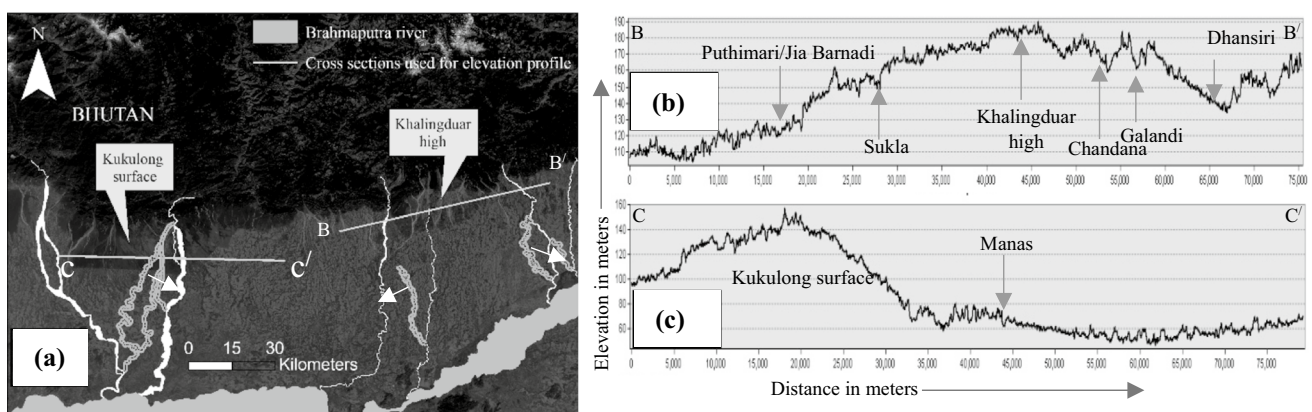 N
Brahmaputra river
Cross sections used for elevation profile
BHUTAN
Khalingduar
high
Kukulong
surface
B/
B
C
C/
(a)
0 15 30
Kilometers
190
180
170
160
150
140
130
120
110
B
B/
Puthimari/Jia Barnadi
Dhansiri
(b)
Sukla
Khalingduar
high
Chandana
Galandi
0 5,000 10,000 15,000 20,000 25,000 30,000 35,000 40,000 45,000 50,000 55,000 60,000 65,000 70,000 75,000
160
140
120
100
80
60
C
C/
Manas
Kukulong surface
(c)
0 5,000 10,000 15,000 20,000 25,000 30,000 35,000 40,000 45,000 50,000 55,000 60,000 65,000 70,000 75,000
Elevation in meters
Distance in meters